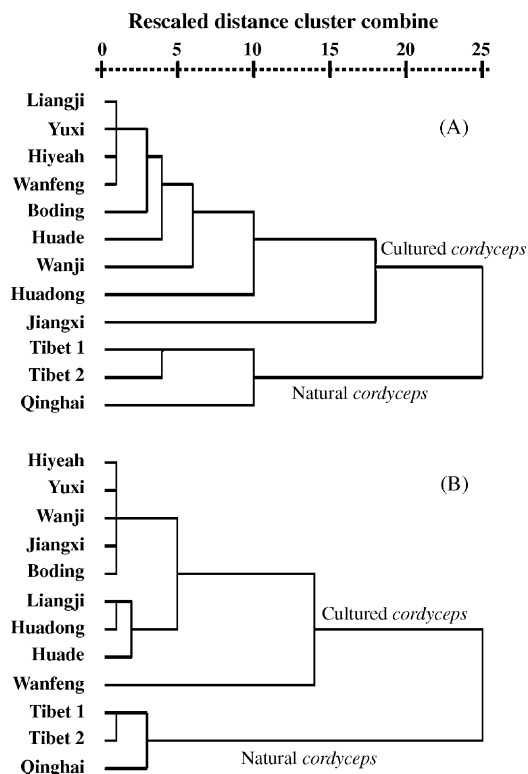 Rescaled distance cluster combine
0 5 10 15 20 25
Liangji
Yuxi
(A)
Hiyeah
Wanfeng
Boding
Huade
Cultured cordyceps
Wanji
Huadong
Jiangxi
Tibet 1
Tibet 2
Natural cordyceps
Qinghai
Hiyeah
Yuxi
(B)
Wanji
Jiangxi
Boding
Liangji
Cultured cordyceps
Huadong
Huade
Wanfeng
Tibet 1
Tibet 2
Natural cordyceps
Qinghai